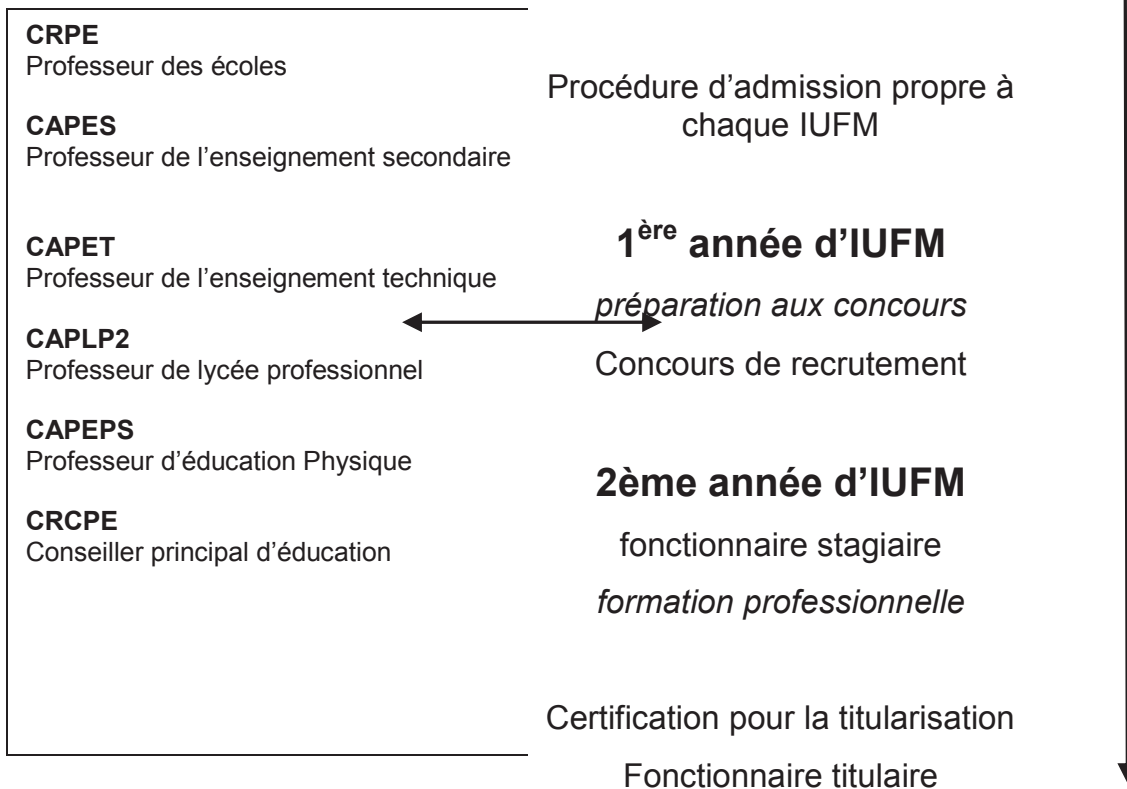 CRPE
Professeur des écoles
CAPES
Professeur de l'enseignement secondaire
CAPET
Professeur de l'enseignement technique
CAPLP2
Professeur de lycée professionnel
CAPEPS
Professeur d'éducation Physique
CRCPE
Conseiller principal d'éducation
Procédure d'admission propre à
chaque IUFM
1ère année d'IUFM
préparation aux concours
Concours de recrutement
2ème année d'IUFM
fonctionnaire stagiaire
formation professionnelle
Certification pour la titularisation
Fonctionnaire titulaire